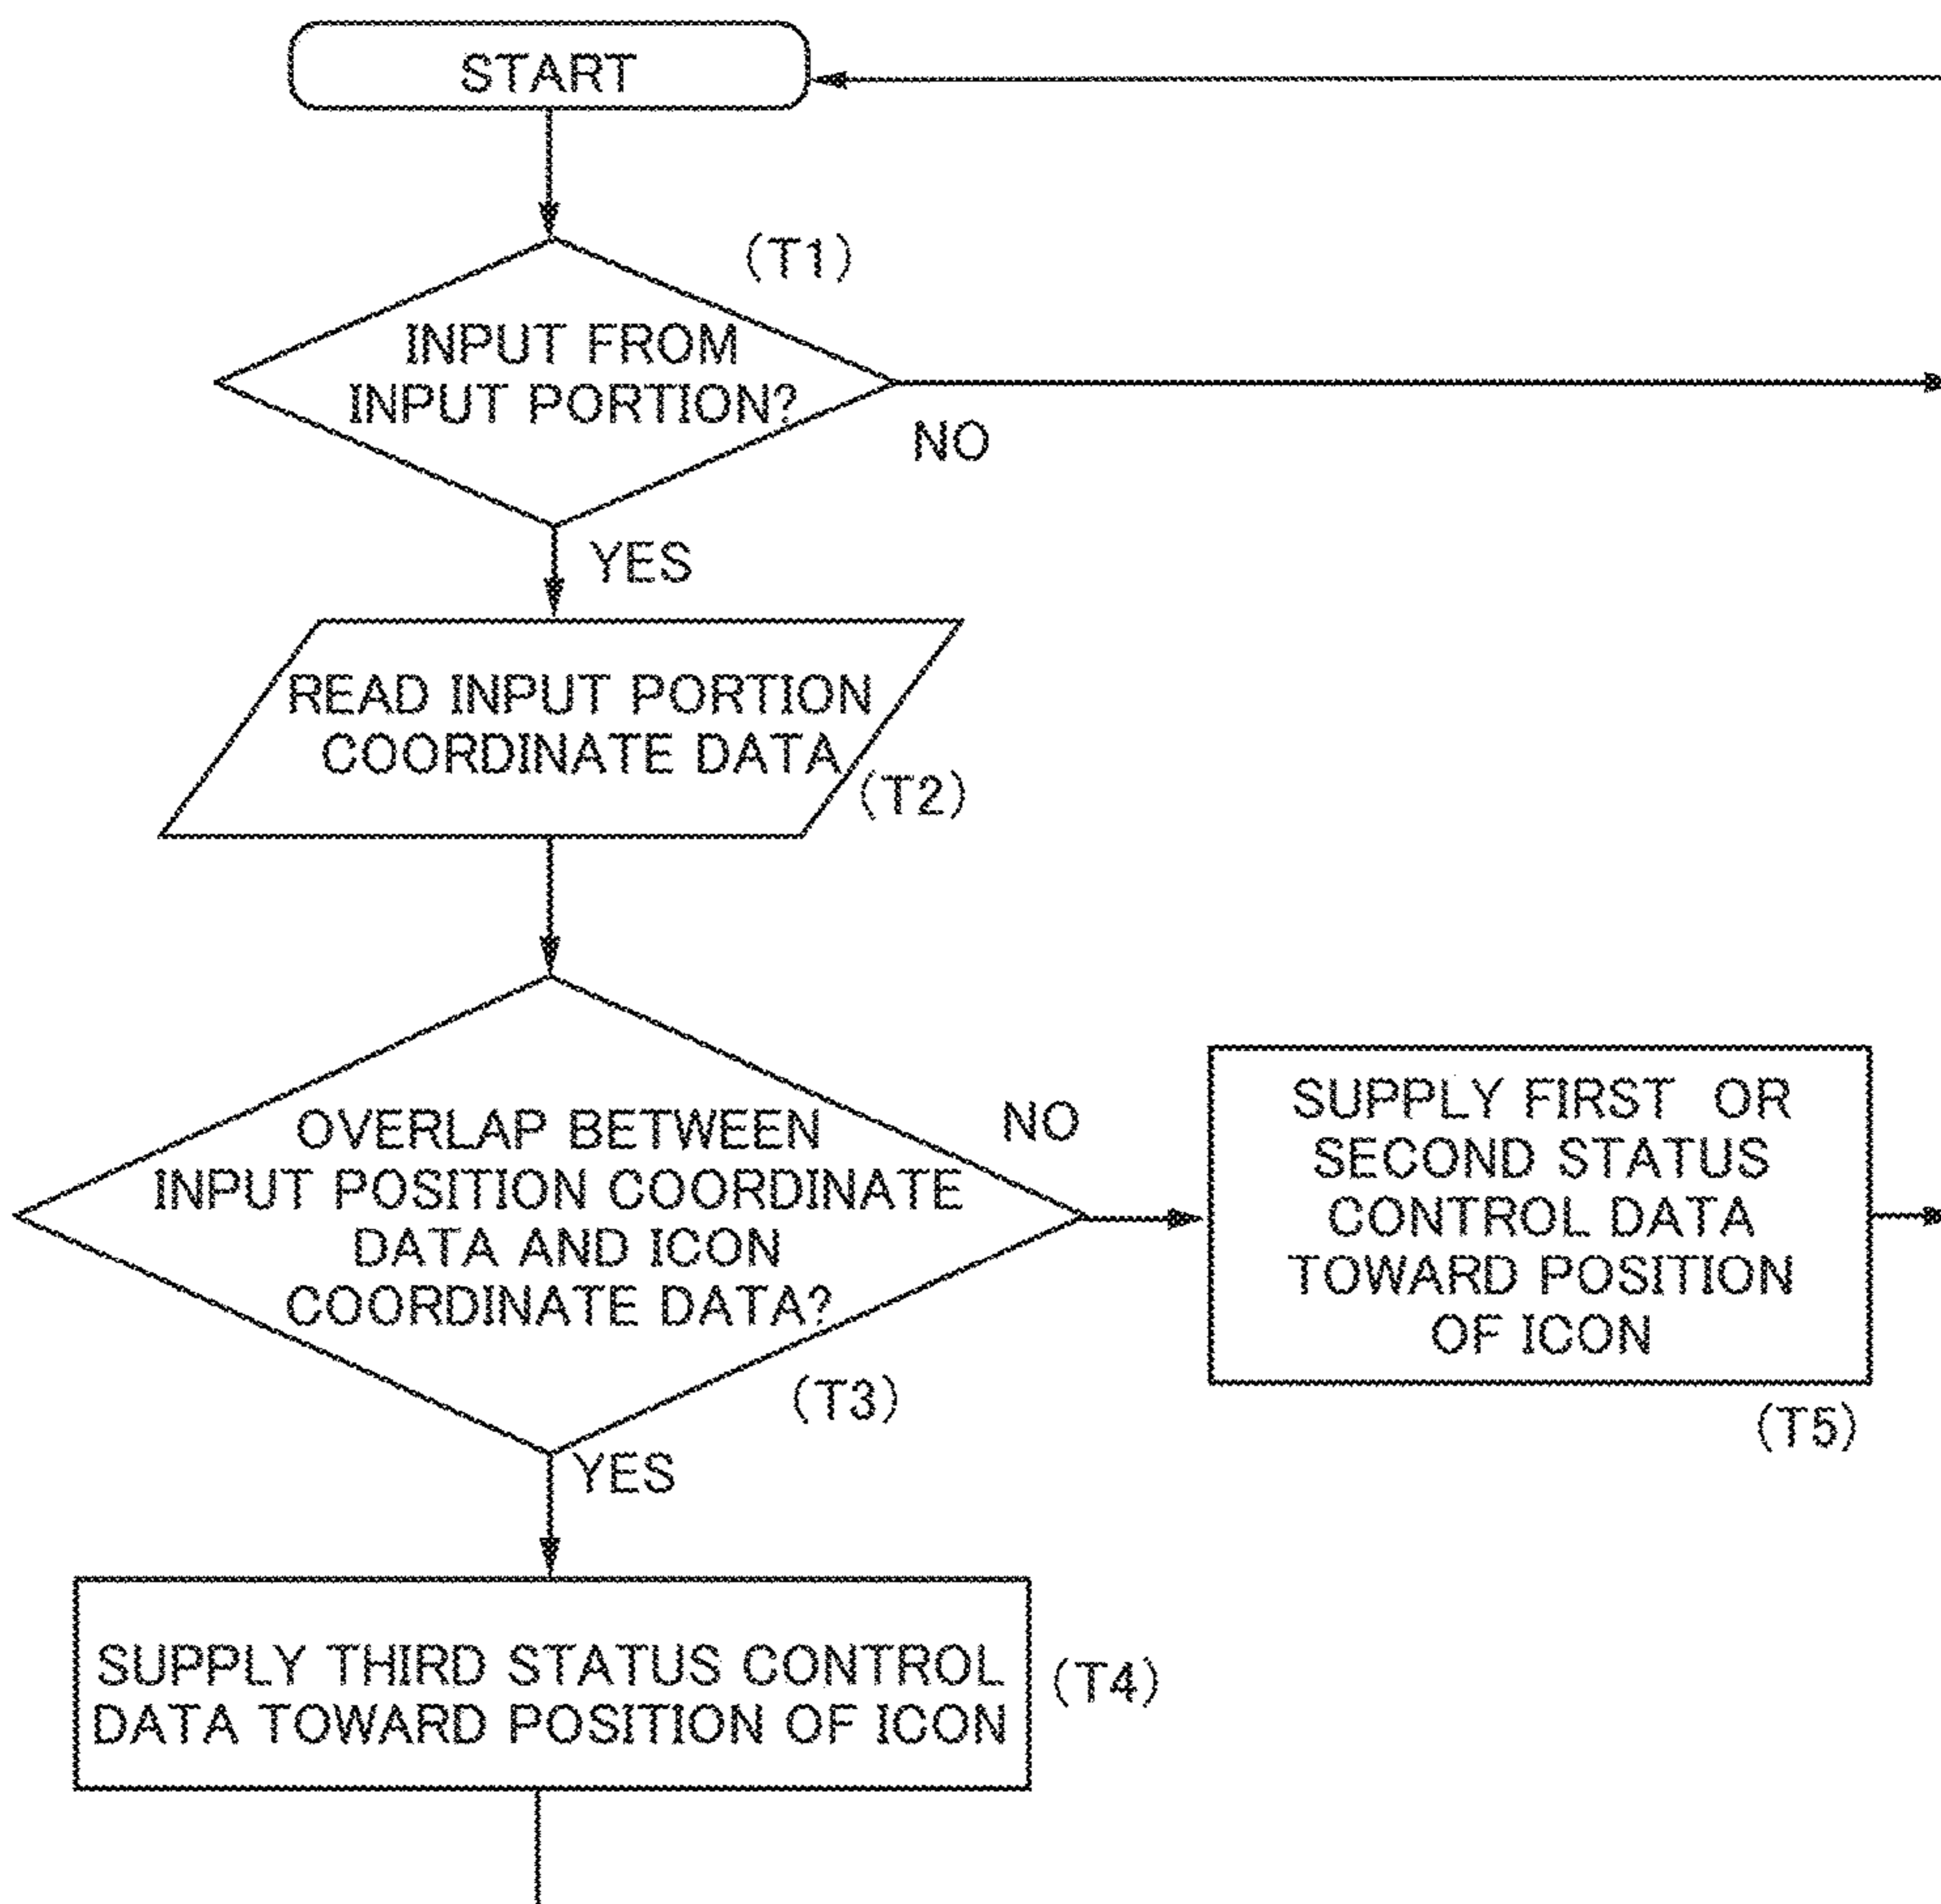 START
(T1)
INPUT FROM
INPUT PORTION?
NO
YES
READ INPUT PORTION
COORDINATE DATA
(T2)
OVERLAP BETWEEN
INPUT POSITION COORDINATE
DATA AND ICON
COORDINATE DATA?
(T3)
NO
SUPPLY FIRST OR
SECOND STATUS
CONTROL DATA
TOWARD POSITION
OF ICON
(T5)
YES
SUPPLY THIRD STATUS CONTROL
DATA TOWARD POSITION OF ICON
(T4)